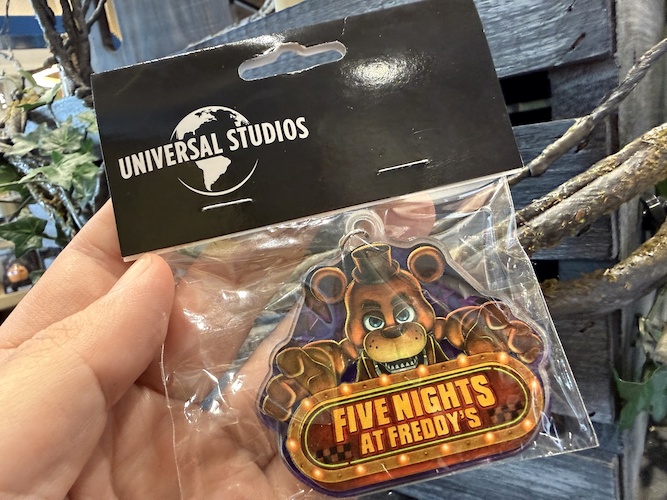 UNIVERSAL STUDIOS
FIVE NIGHTS
AT FREDDY'S